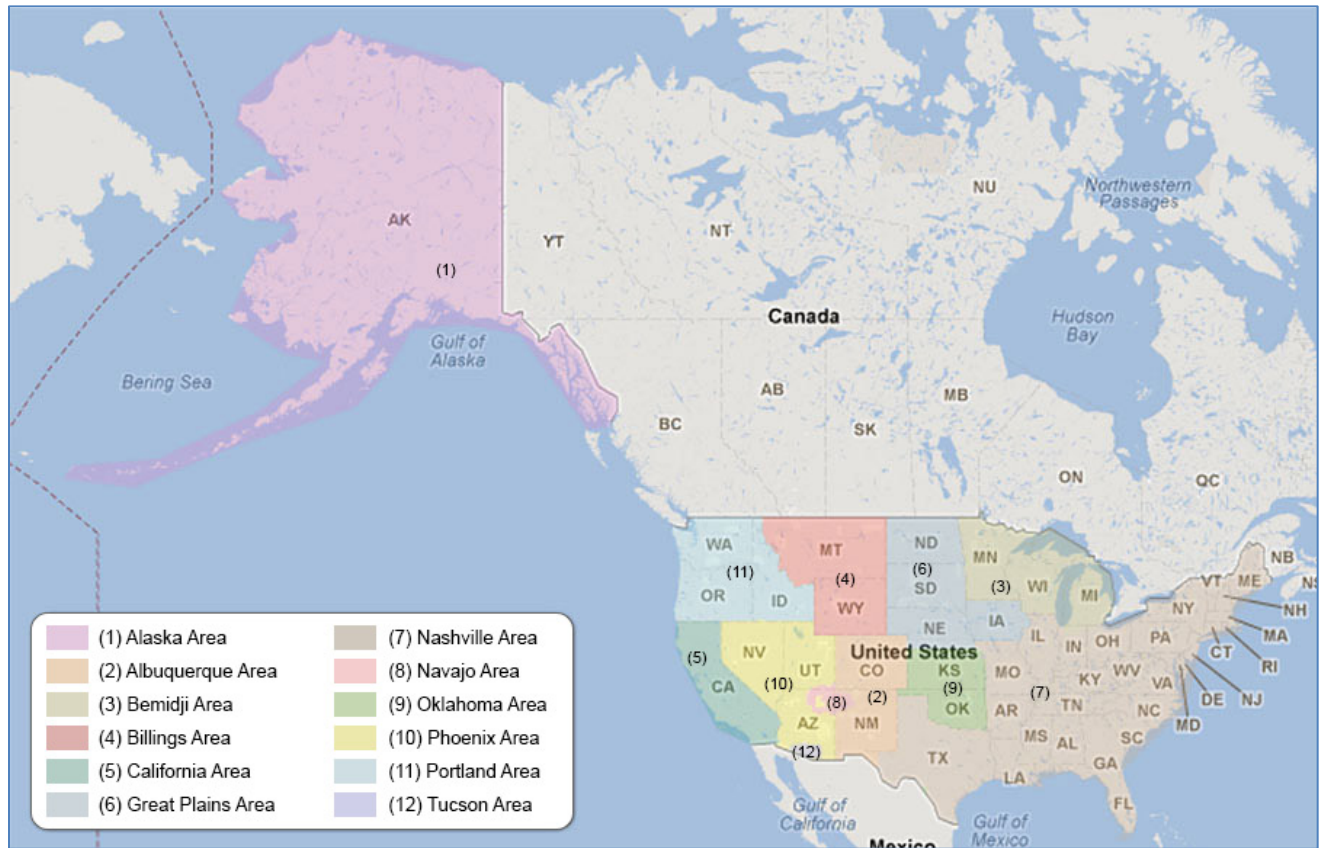 NU
Northwestern
Passages
AK
YT
NT
(1)
Canada
Hudson
Bay
Gulf of
Alaska
Bering Sea
AB
MB
BC
SK
ON
QC
WA
MT
ND
MN
NB
(11)
(4)
(6)
(3)
WI
VT
ME
NS
OR
ID
WY
SD
MI
NY
NH
NE
IA
MA
NV
UT
CO
United States
IL
IN
OH
PA
CT
RI
(5)
CA
(10)
KS
MO
KY
WV
VA
DE
NJ
(8)
(2)
(9)
(7)
AZ
NM
OK
AR
TN
NC
MD
(12)
TX
MS
AL
GA
SC
LA
FL
Gulf of
California
Gulf of
Mexico
Mexico
(1) Alaska Area
(2) Albuquerque Area
(3) Bemidji Area
(4) Billings Area
(5) California Area
(6) Great Plains Area
(7) Nashville Area
(8) Navajo Area
(9) Oklahoma Area
(10) Phoenix Area
(11) Portland Area
(12) Tucson Area